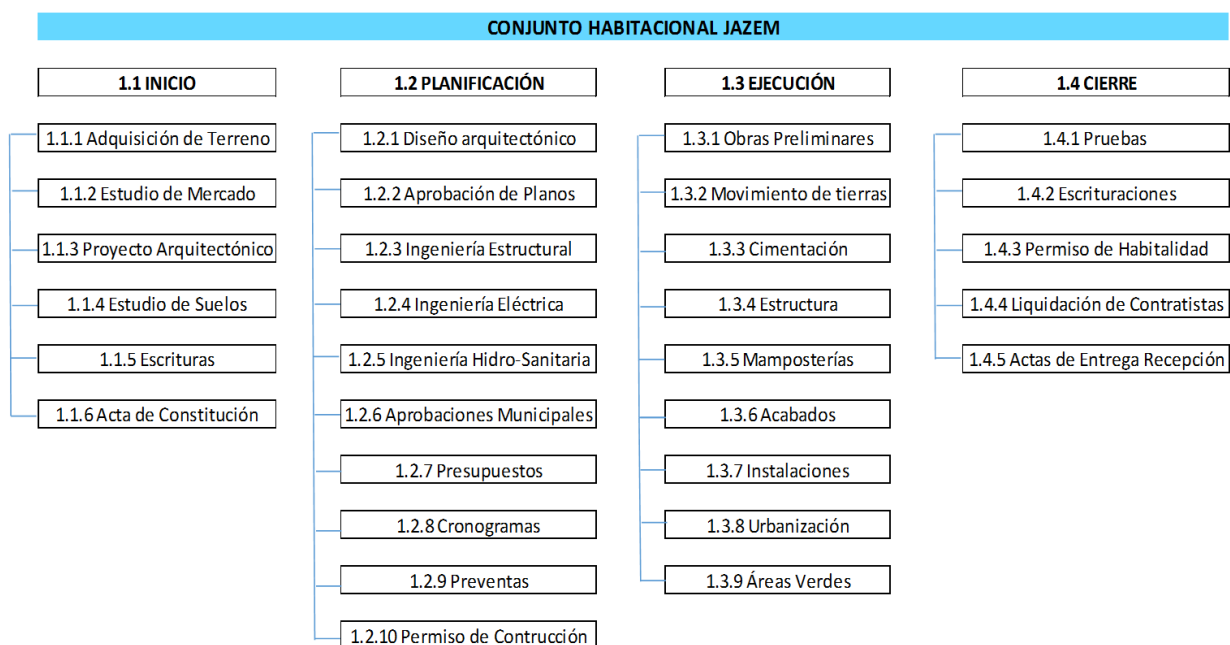 CONJUNTO HABITACIONAL JAZEM
1.1 INICIO
1.1.1 Adquisición de Terreno
1.1.2 Estudio de Mercado
1.1.3 Proyecto Arquitectónico
1.1.4 Estudio de Suelos
1.1.5 Escrituras
1.1.6 Acta de Constitución
1.2 PLANIFICACIÓN
1.2.1 Diseño arquitectónico
1.2.2 Aprobación de Planos
1.2.3 Ingeniería Estructural
1.2.4 Ingeniería Eléctrica
1.2.5 Ingeniería Hidro-Sanitaria
1.2.6 Aprobaciones Municipales
1.2.7 Presupuestos
1.2.8 Cronogramas
1.2.9 Preventas
1.2.10 Permiso de Contrucción
1.3 EJECUCIÓN
1.3.1 Obras Preliminares
1.3.2 Movimiento de tierras
1.3.3 Cimentación
1.3.4 Estructura
1.3.5 Mamposterías
1.3.6 Acabados
1.3.7 Instalaciones
1.3.8 Urbanización
1.3.9 Áreas Verdes
1.4 CIERRE
1.4.1 Pruebas
1.4.2 Escrituraciones
1.4.3 Permiso de Habitalidad
1.4.4 Liquidación de Contratistas
1.4.5 Actas de Entrega Recepción